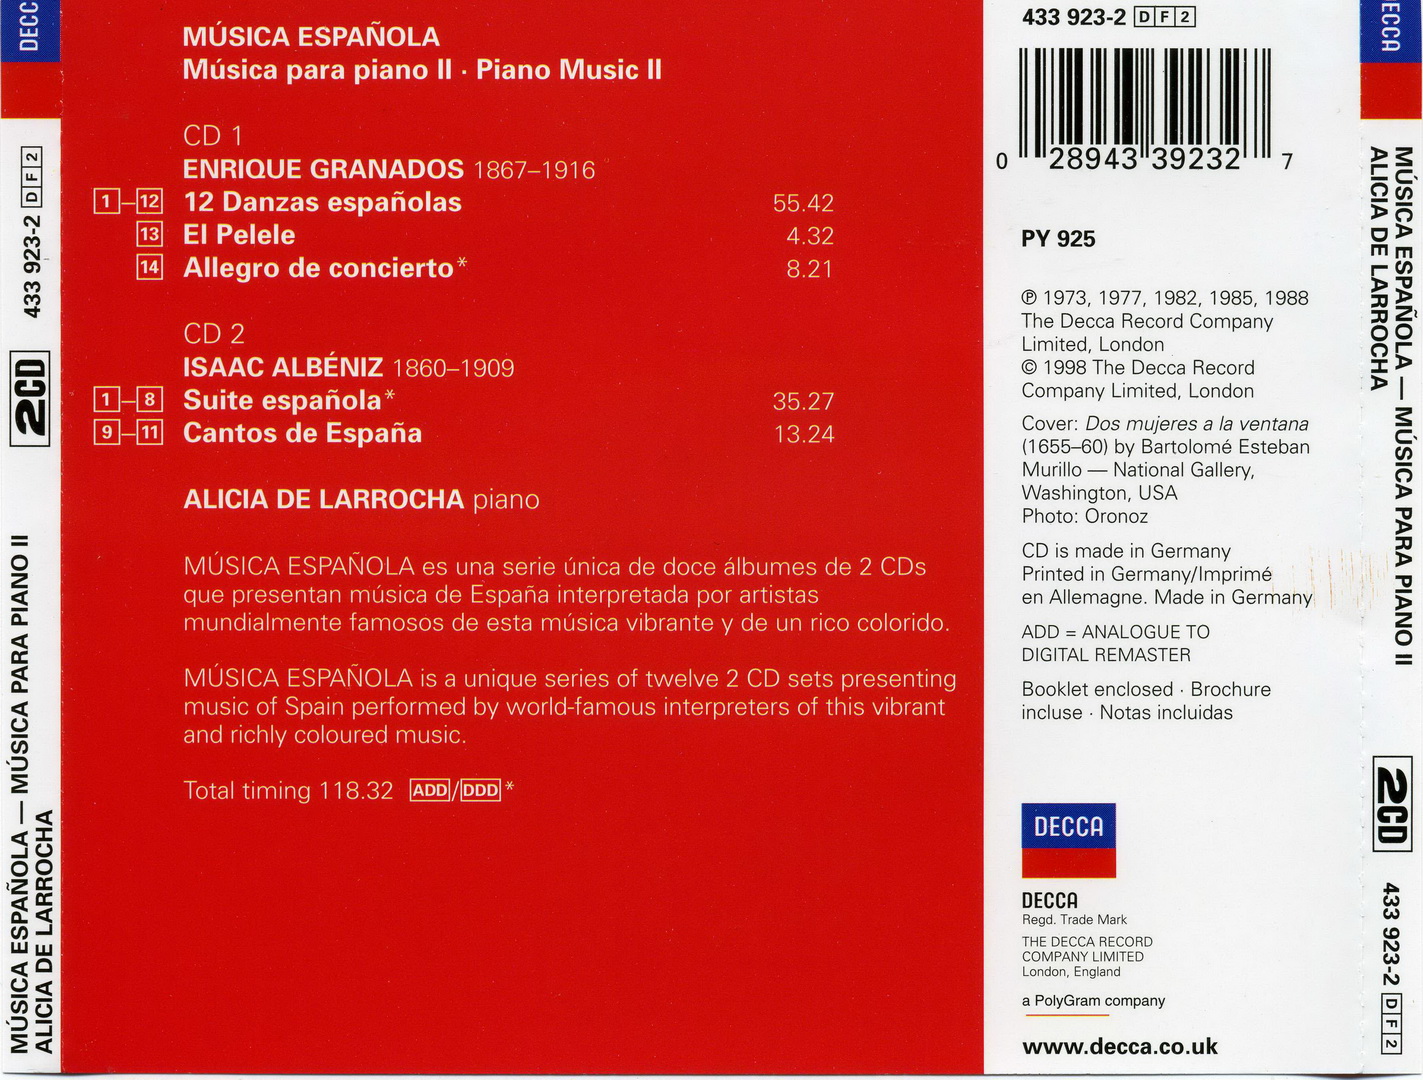 DECCA
433 923-2 DF2
2CD
MÚSICA ESPAÑOLA — MÚSICA PARA PIANO II
ALICIA DE LARROCHA
MÚSICA ESPAÑOLA
Música para piano II · Piano Music II
CD 1
ENRIQUE GRANADOS 1867–1916
1–12 12 Danzas españolas 55.42
13 El Pelele 4.32
14 Allegro de concierto* 8.21
CD 2
ISAAC ALBÉNIZ 1860–1909
1–8 Suite española* 35.27
9–11 Cantos de España 13.24
ALICIA DE LARROCHA piano
MÚSICA ESPAÑOLA es una serie única de doce álbumes de 2 CDs
que presentan música de España interpretada por artistas
mundialmente famosos de esta música vibrante y de un rico colorido.
MÚSICA ESPAÑOLA is a unique series of twelve 2 CD sets presenting
music of Spain performed by world-famous interpreters of this vibrant
and richly coloured music.
Total timing 118.32 ADD/DDD*
433 923-2 DF2
0 28943 39232 7
PY 925
℗ 1973, 1977, 1982, 1985, 1988
The Decca Record Company
Limited, London
© 1998 The Decca Record
Company Limited, London
Cover: Dos mujeres a la ventana
(1655–60) by Bartolomé Esteban
Murillo — National Gallery,
Washington, USA
Photo: Oronoz
CD is made in Germany
Printed in Germany/Imprimé
en Allemagne. Made in Germany
ADD = ANALOGUE TO
DIGITAL REMASTER
Booklet enclosed · Brochure
incluse · Notas incluidas
DECCA
DECCA
Regd. Trade Mark
THE DECCA RECORD
COMPANY LIMITED
London, England
a PolyGram company
www.decca.co.uk
DECCA
MÚSICA ESPAÑOLA — MÚSICA PARA PIANO II
ALICIA DE LARROCHA
2CD
433 923-2 DF2